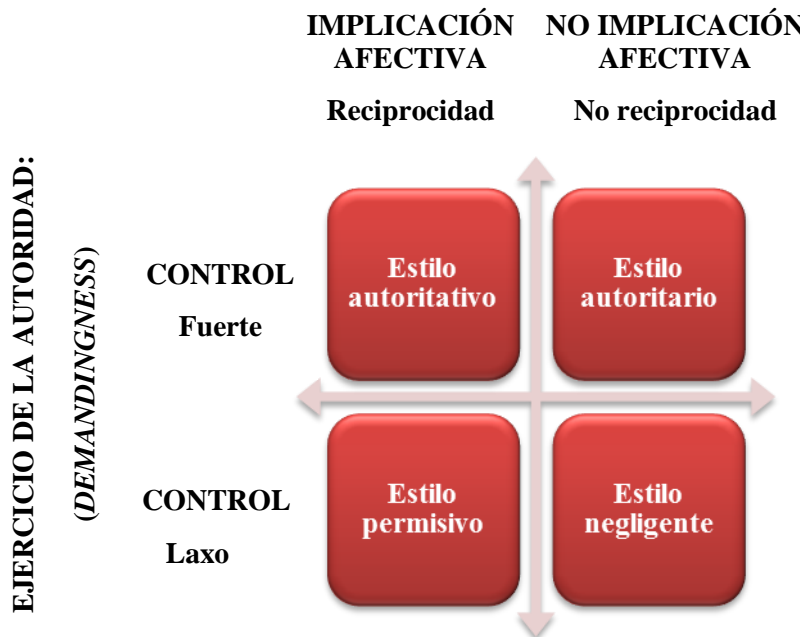 IMPLICACIÓN
AFECTIVA
Reciprocidad
NO IMPLICACIÓN
AFECTIVA
No reciprocidad
EJERCICIO DE LA AUTORIDAD:
(DEMANDINGNESS)
CONTROL
Fuerte
Estilo
autoritativo
Estilo
autoritario
CONTROL
Laxo
Estilo
permisivo
Estilo
negligente